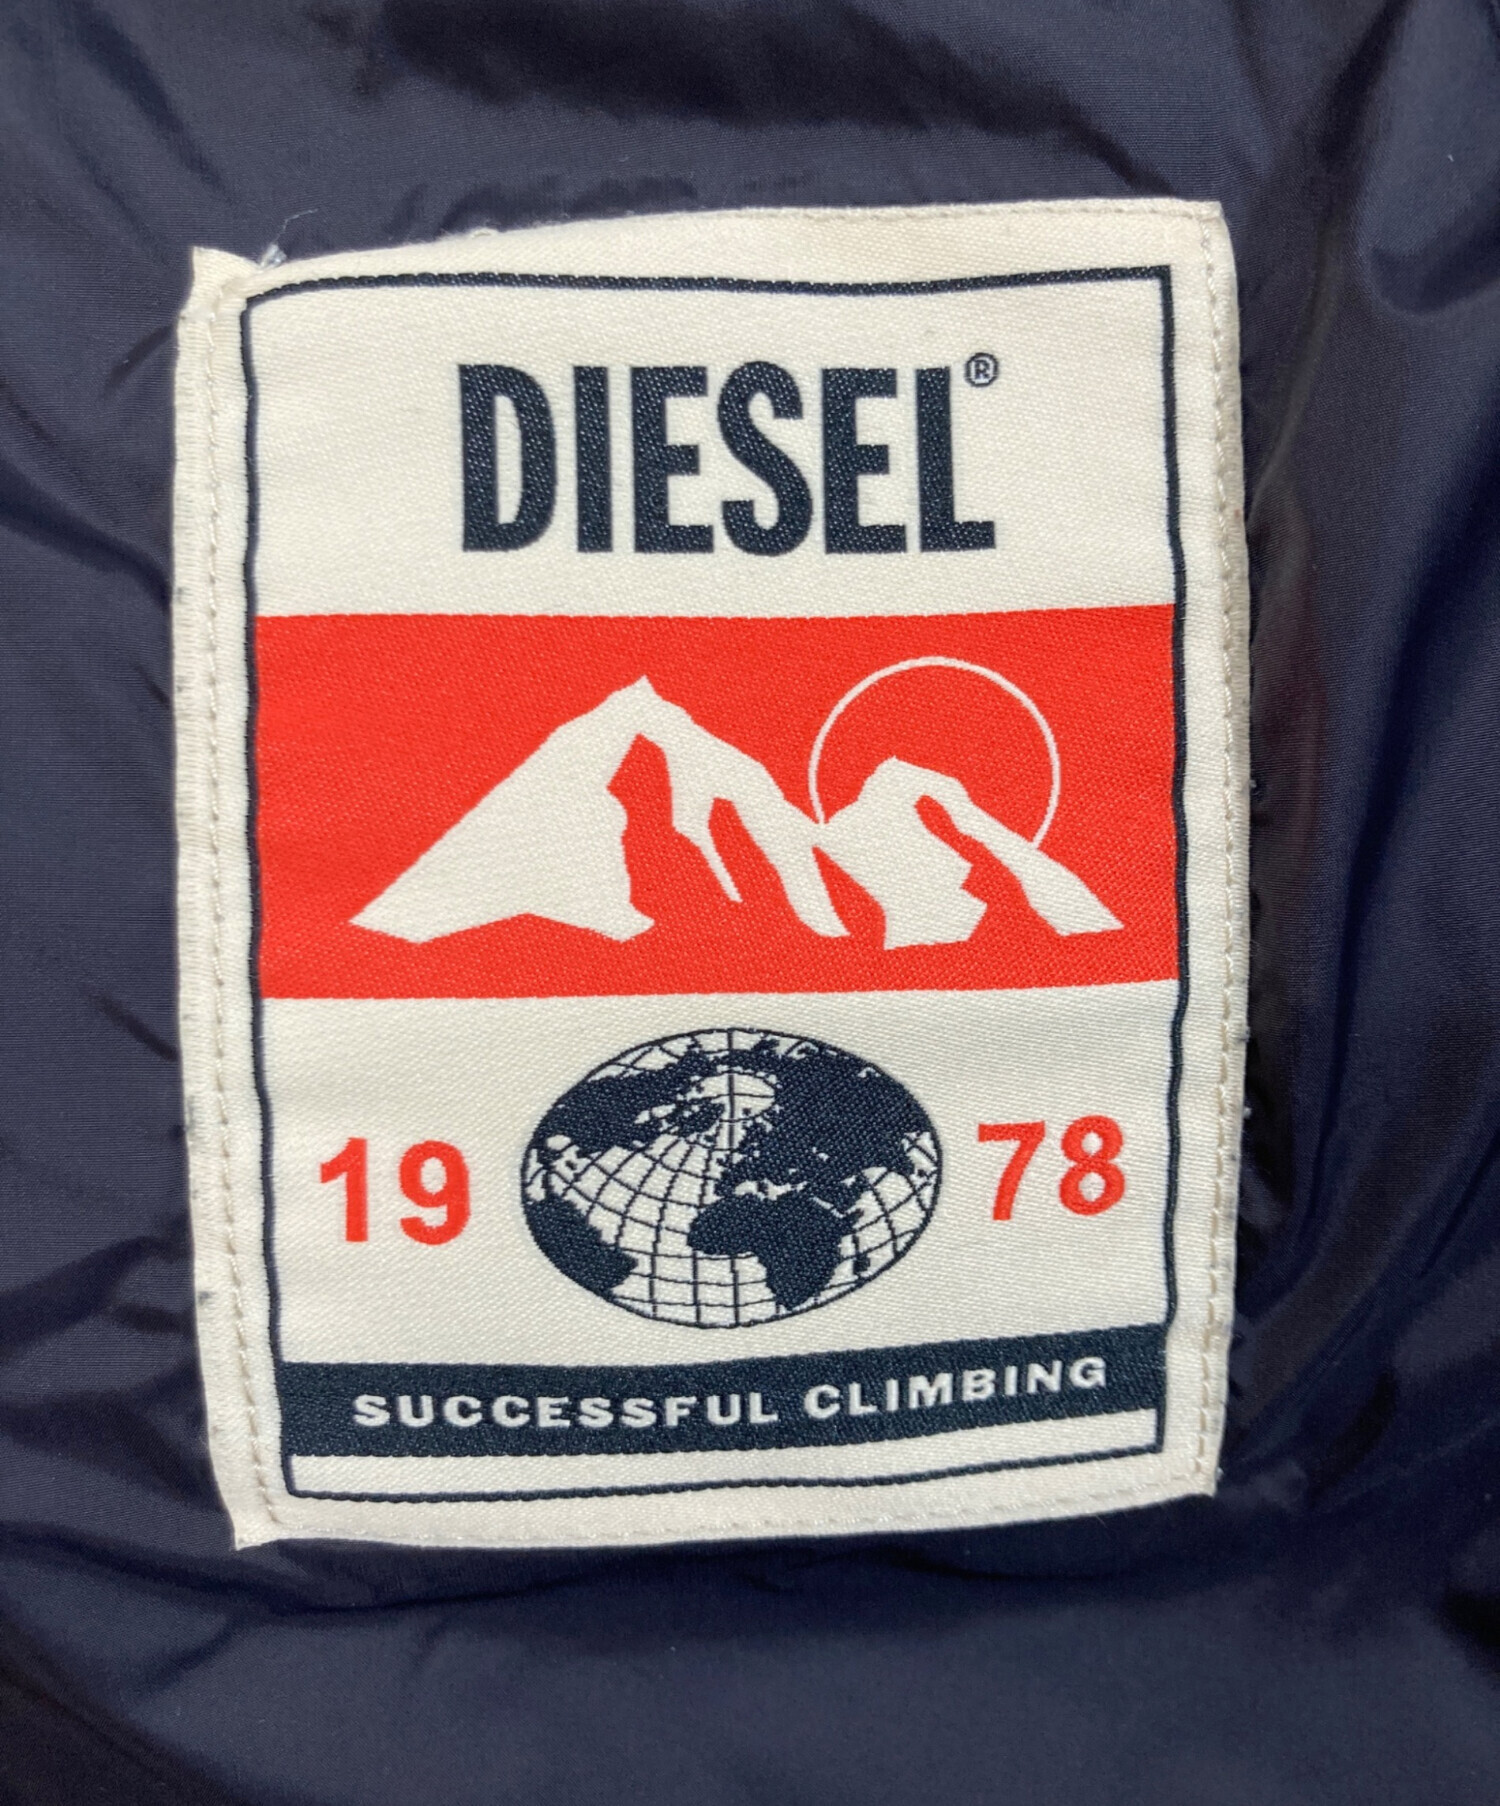 DIESEL®
19 78
SUCCESSFUL CLIMBING